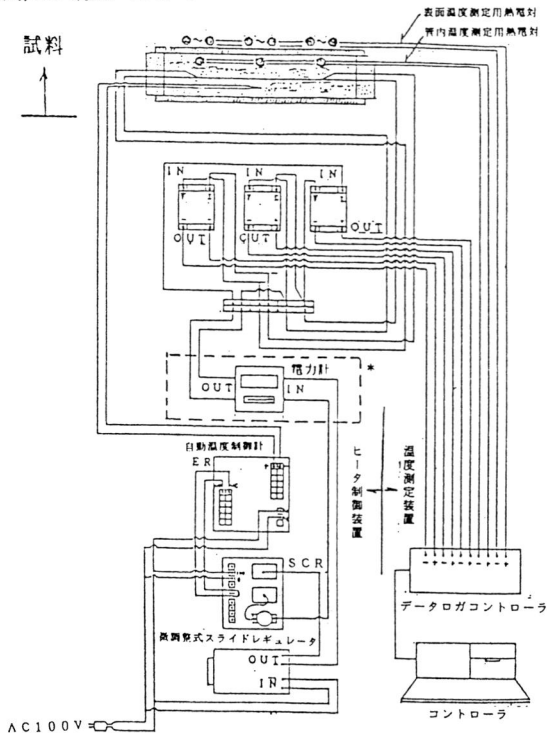 表面温度測定用熱電対
管内温度測定用熱電対
試料
IN
IN
IN
OUT
OUT
OUT
電力計
*
OUT
IN
自動温度制御計
ER
ヒータ制御装置
温度測定装置
SCR
データロガコントローラ
微調整式スライドレギュレータ
OUT
IN
コントローラ
AC100V